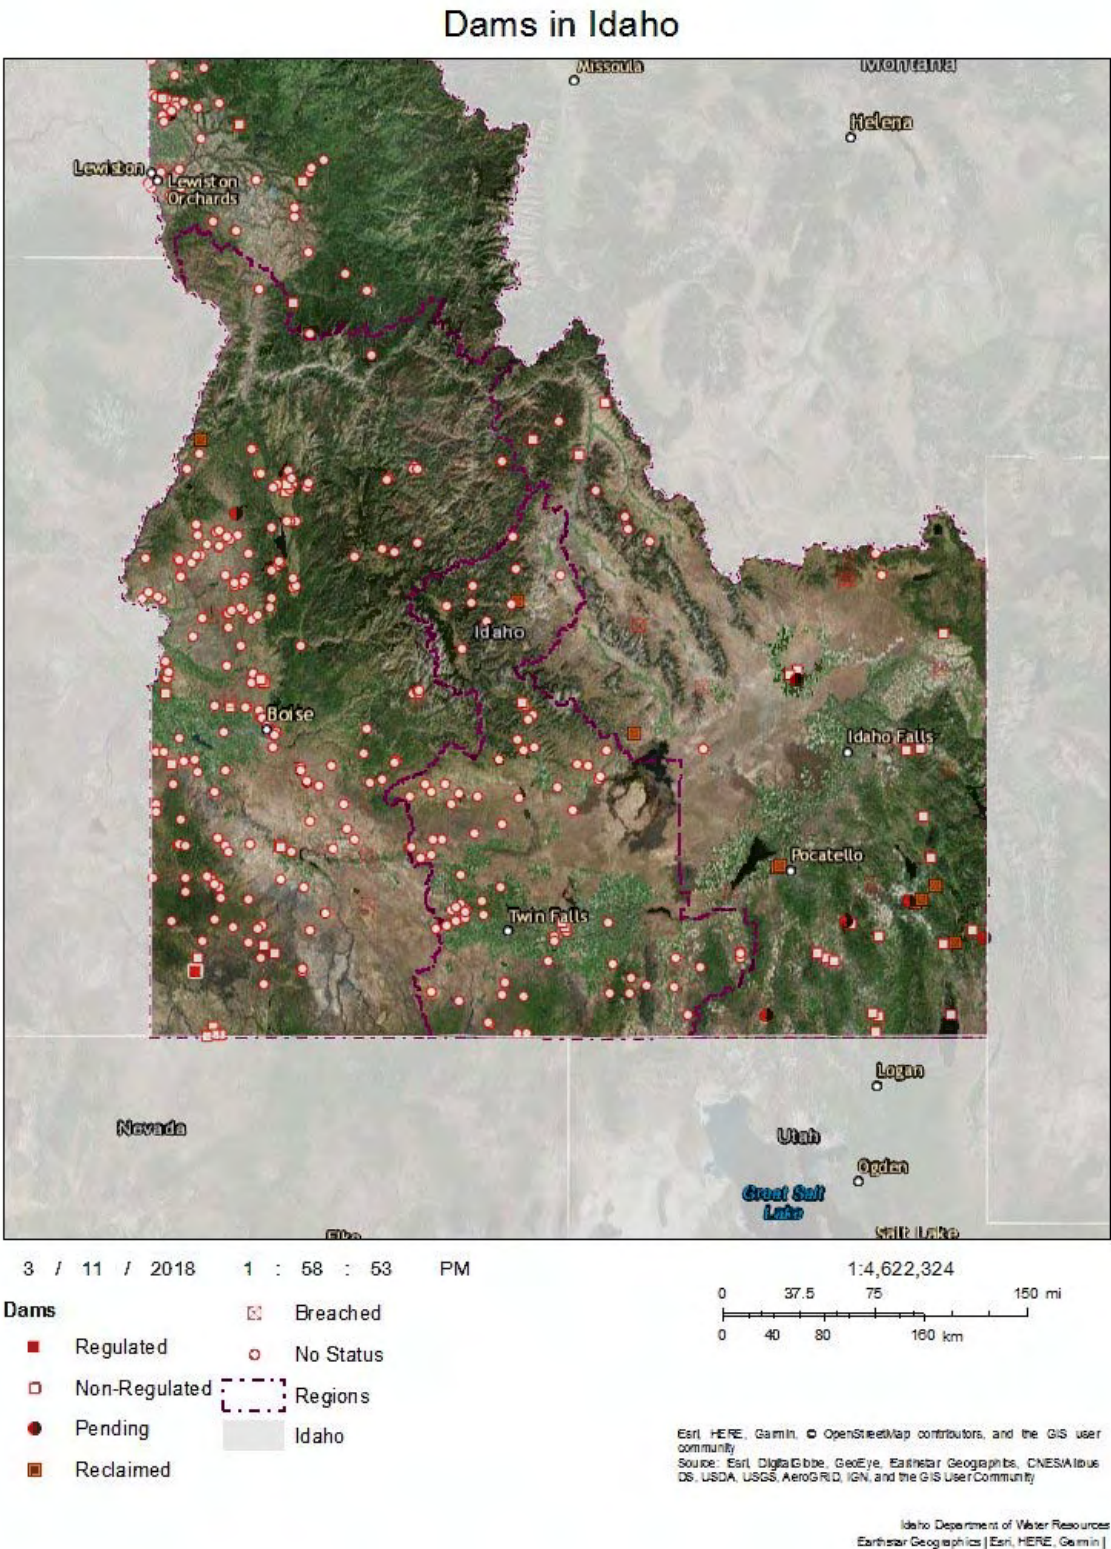 Dams in Idaho
Missoula
Montana
Helena
Lewiston
Lewiston
Orchards
Idaho
Boise
Idaho Falls
Pocatello
Twin Falls
Logan
Nevada
Utah
Ogden
Great Salt
Lake
Elko
Salt Lake
3 / 11 / 2018 1 : 58 : 53 PM
1:4,622,324
0 37.5 75 150 mi
0 40 80 160 km
Dams
Regulated
Non-Regulated
Pending
Reclaimed
Breached
No Status
Regions
Idaho
Esri, HERE, Garmin, © OpenStreetMap contributors, and the GIS user
community
Source: Esri, DigitalGlobe, GeoEye, Earthstar Geographics, CNES/Airbus
DS, USDA, USGS, AeroGRID, IGN, and the GIS User Community
Idaho Department of Water Resources
Earthstar Geographics | Esri, HERE, Garmin |